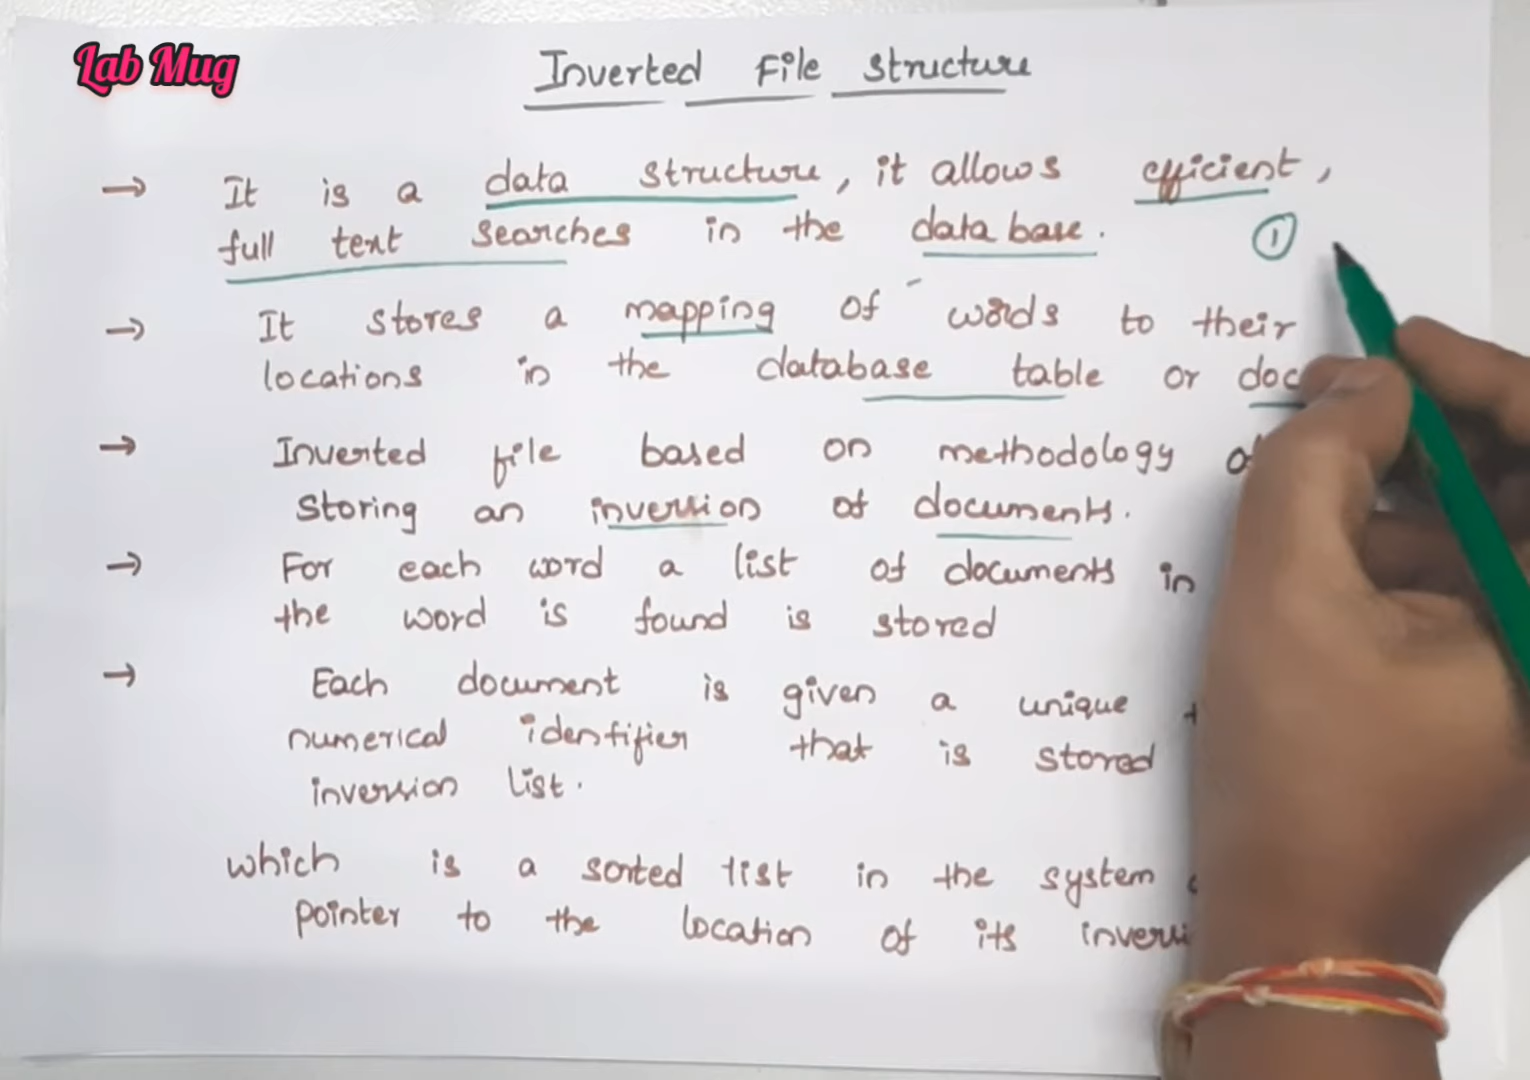 Lab Mug
Inverted File Structure
→ It is a data structure, it allows efficient,
full text searches in the data base. ①
→ It stores a mapping of words to their
locations in the database table or doc
→ Inverted file based on methodology
storing an inversion of documents.
→ For each word a list of documents in
the word is found is stored
→ Each document is given a unique
numerical identifier that is stored
inversion list.
which is a sorted list in the system
pointer to the location of its